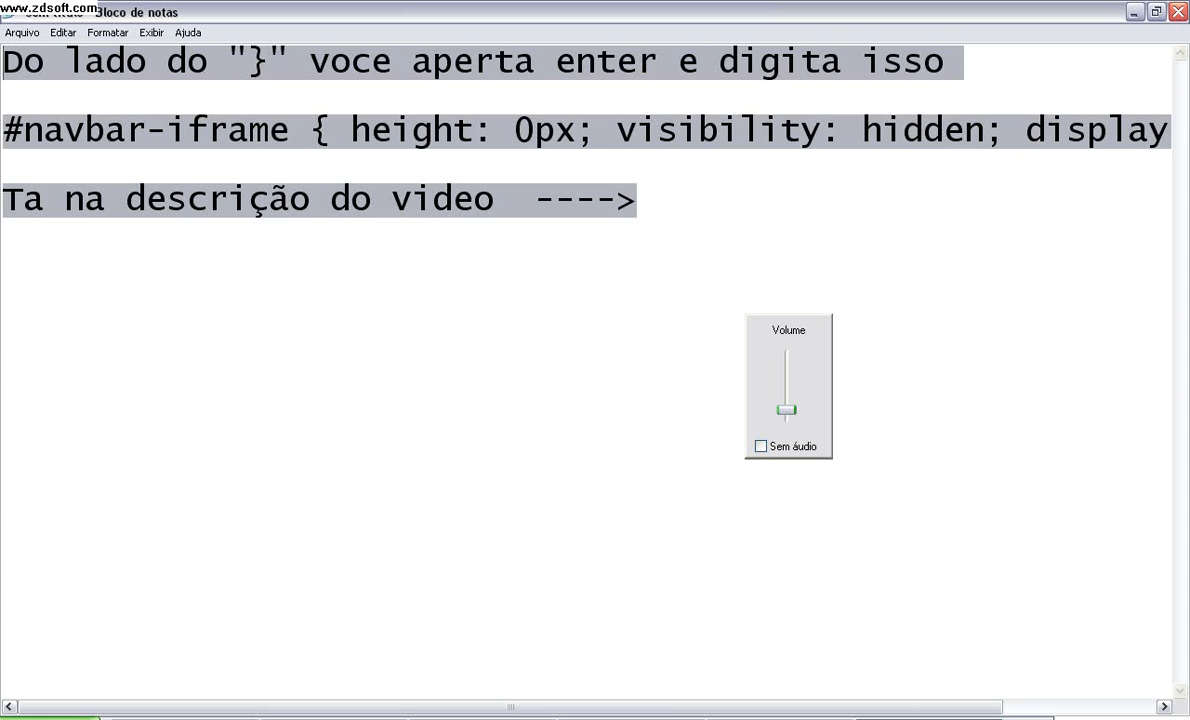 www.zdsoft.com
Bloco de notas
Arquivo Editar Formatar Exibir Ajuda
Do lado do "}" voce aperta enter e digita isso
#navbar-iframe { height: 0px; visibility: hidden; display
Ta na descrição do video ---->
Volume
Sem áudio